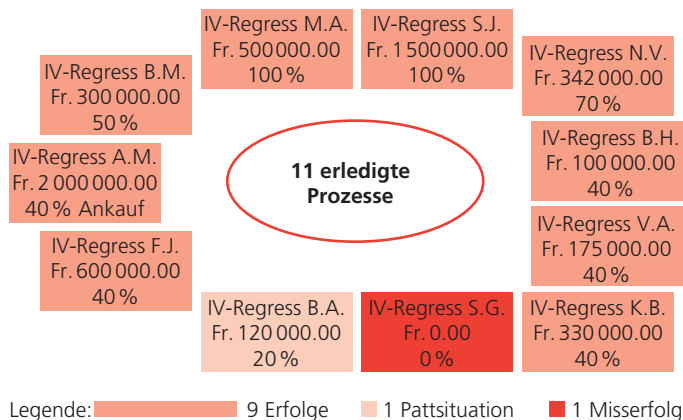 IV-Regress M.A.
Fr. 500 000.00
100 %
IV-Regress S.J.
Fr. 1 500 000.00
100 %
IV-Regress N.V.
Fr. 342 000.00
70 %
IV-Regress B.M.
Fr. 300 000.00
50 %
IV-Regress B.H.
Fr. 100 000.00
40 %
IV-Regress A.M.
Fr. 2 000 000.00
40 % Ankauf
11 erledigte
Prozesse
IV-Regress V.A.
Fr. 175 000.00
40 %
IV-Regress F.J.
Fr. 600 000.00
40 %
IV-Regress B.A.
Fr. 120 000.00
20 %
IV-Regress S.G.
Fr. 0.00
0 %
IV-Regress K.B.
Fr. 330 000.00
40 %
Legende: 9 Erfolge 1 Pattsituation 1 Misserfolg